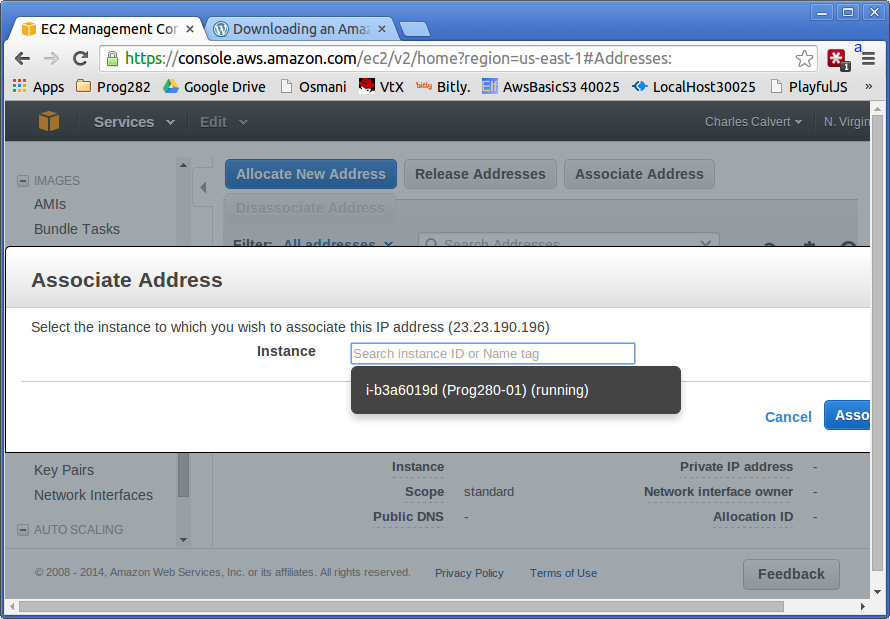 EC2 Management Cor
Downloading an Amaz
a
https://console.aws.amazon.com/ec2/v2/home?region=us-east-1#Addresses:
1
Apps Prog282 Google Drive Osmani VtX bitly Bitly. Elf AwsBasicS3 40025 LocalHost30025 PlayfulJS »
Services Edit Charles Calvert N. Virgin
IMAGES
AMIs
Bundle Tasks
Allocate New Address Release Addresses Associate Address
Disassociate Address
Filter: All addresses Search Addresses
Associate Address
Select the instance to which you wish to associate this IP address (23.23.190.196)
Instance Search instance ID or Name tag
i-b3a6019d (Prog280-01) (running)
Cancel Asso
Key Pairs
Network Interfaces
AUTO SCALING
Instance Private IP address -
Scope standard Network interface owner -
Public DNS - Allocation ID -
© 2008 - 2014, Amazon Web Services, Inc. or its affiliates. All rights reserved. Privacy Policy Terms of Use Feedback